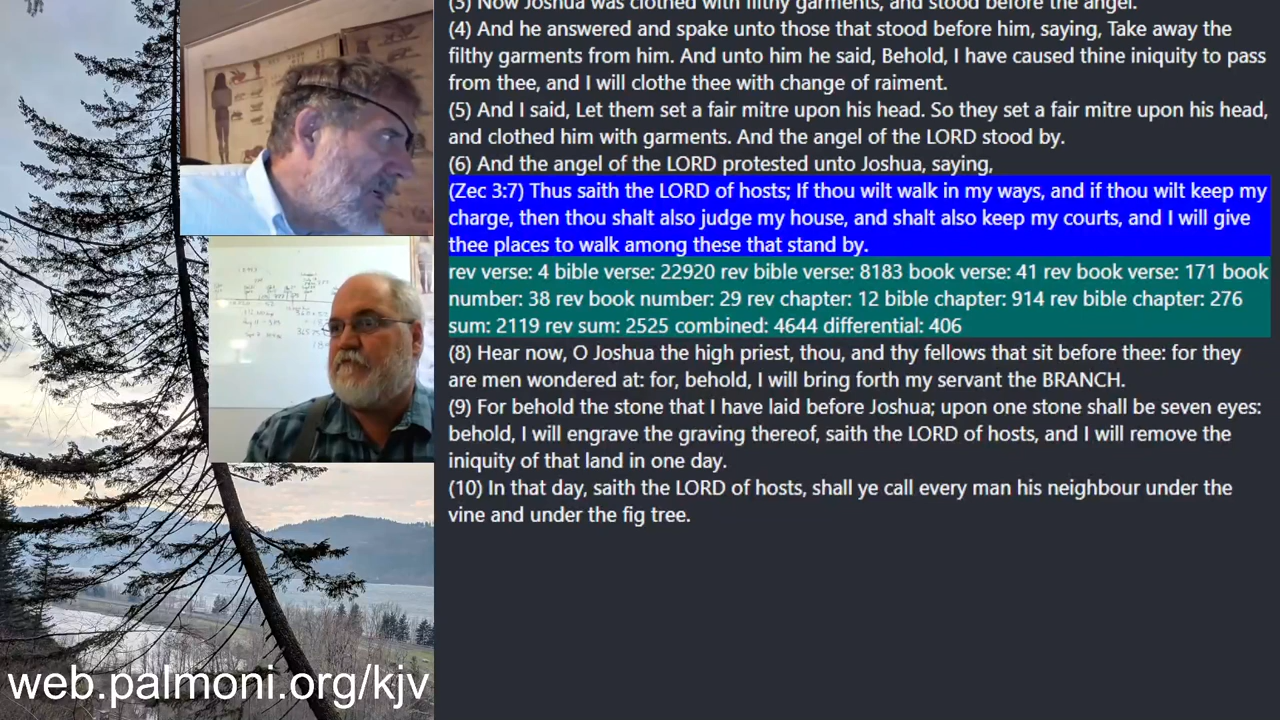 (3) Now Joshua was clothed with filthy garments, and stood before the angel.
(4) And he answered and spake unto those that stood before him, saying, Take away the
filthy garments from him. And unto him he said, Behold, I have caused thine iniquity to pass
from thee, and I will clothe thee with change of raiment.
(5) And I said, Let them set a fair mitre upon his head. So they set a fair mitre upon his head,
and clothed him with garments. And the angel of the LORD stood by.
(6) And the angel of the LORD protested unto Joshua, saying,
(Zec 3:7) Thus saith the LORD of hosts; If thou wilt walk in my ways, and if thou wilt keep my
charge, then thou shalt also judge my house, and shalt also keep my courts, and I will give
thee places to walk among these that stand by.
rev verse: 4 bible verse: 22920 rev bible verse: 8183 book verse: 41 rev book verse: 171 book
number: 38 rev book number: 29 rev chapter: 12 bible chapter: 914 rev bible chapter: 276
sum: 2119 rev sum: 2525 combined: 4644 differential: 406
(8) Hear now, O Joshua the high priest, thou, and thy fellows that sit before thee: for they
are men wondered at: for, behold, I will bring forth my servant the BRANCH.
(9) For behold the stone that I have laid before Joshua; upon one stone shall be seven eyes:
behold, I will engrave the graving thereof, saith the LORD of hosts, and I will remove the
iniquity of that land in one day.
(10) In that day, saith the LORD of hosts, shall ye call every man his neighbour under the
vine and under the fig tree.
web.palmoni.org/kjv